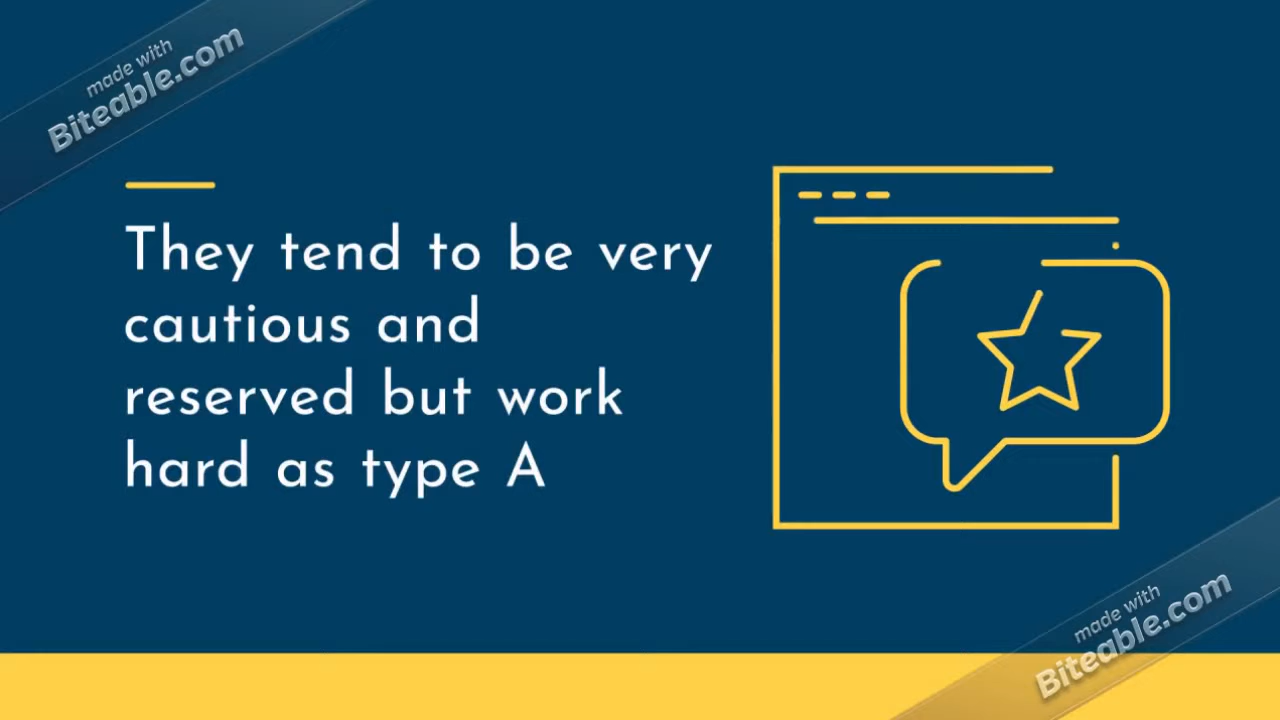 made with
Biteable.com
They tend to be very
cautious and
reserved but work
hard as type A
made with
Biteable.com